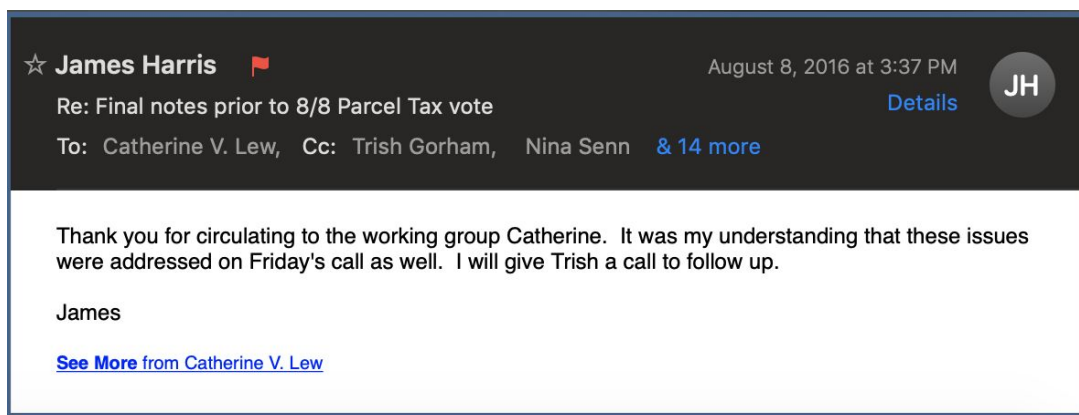 James Harris
August 8, 2016 at 3:37 PM
JH
Re: Final notes prior to 8/8 Parcel Tax vote
Details
To: Catherine V. Lew, Cc: Trish Gorham, Nina Senn & 14 more
Thank you for circulating to the working group Catherine. It was my understanding that these issues
were addressed on Friday's call as well. I will give Trish a call to follow up.
James
See More from Catherine V. Lew